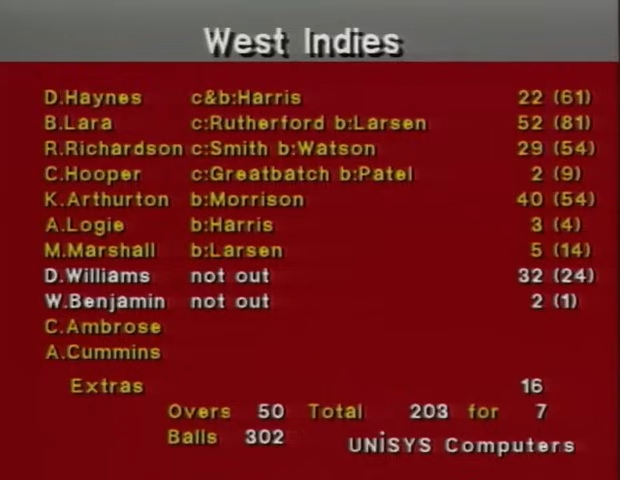 West Indies
D.Haynes c&b:Harris 22 (61)
B.Lara c:Rutherford b:Larsen 52 (81)
R.Richardson c:Smith b:Watson 29 (54)
C.Hooper c:Greatbatch b:Patel 2 (9)
K.Arthurton b:Morrison 40 (54)
A.Logie b:Harris 3 (4)
M.Marshall b:Larsen 5 (14)
D.Williams not out 32 (24)
W.Benjamin not out 2 (1)
C.Ambrose
A.Cummins
Extras 16
Overs 50 Total 203 for 7
Balls 302
UNISYS Computers